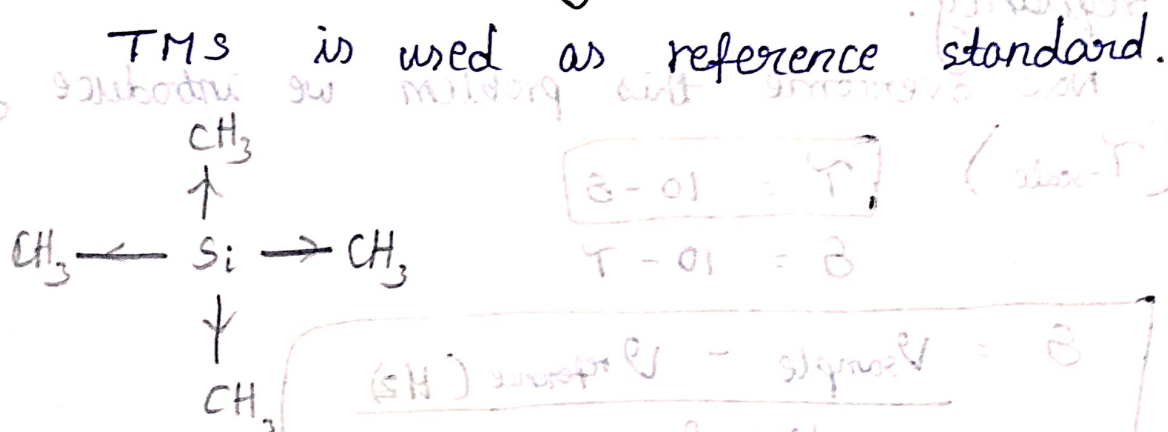 TMS is used as reference standard.
CH₃
CH₃ ← Si → CH₃
CH₃